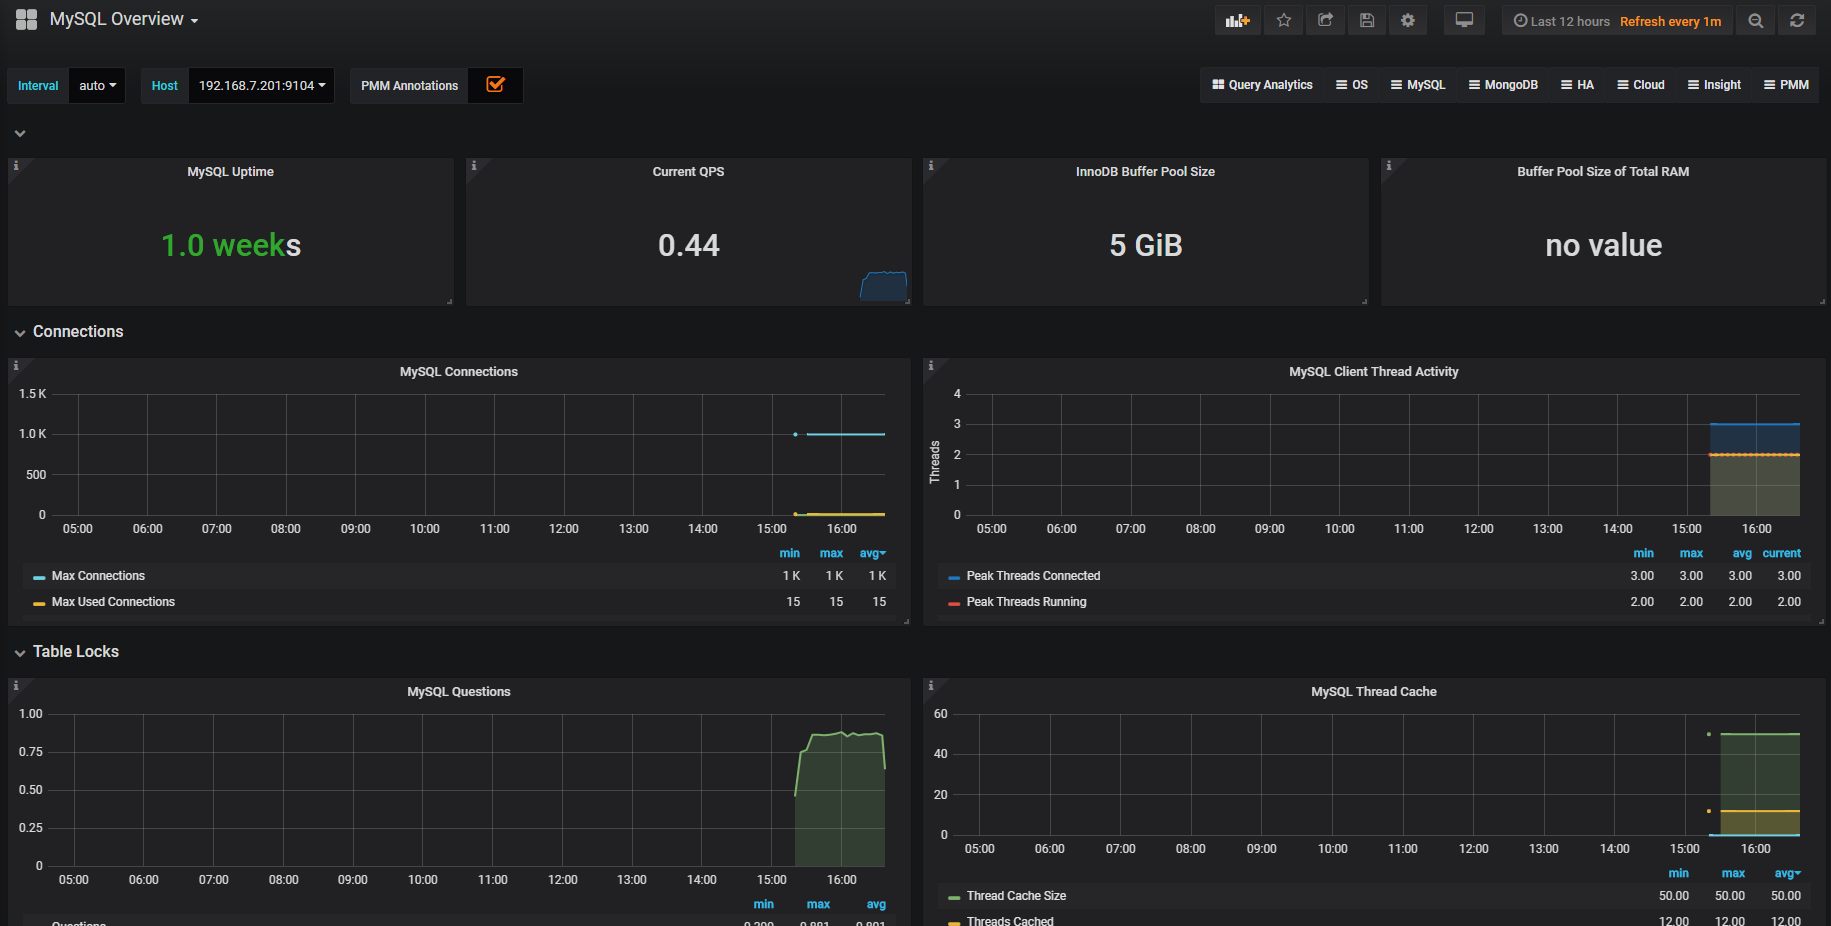 MySQL Overview
Last 12 hours Refresh every 1m
Interval auto Host 192.168.7.201:9104 PMM Annotations
Query Analytics OS MySQL MongoDB HA Cloud Insight PMM
MySQL Uptime
1.0 weeks
Current QPS
0.44
InnoDB Buffer Pool Size
5 GiB
Buffer Pool Size of Total RAM
no value
Connections
MySQL Connections
1.5 K
1.0 K
500
0
05:00 06:00 07:00 08:00 09:00 10:00 11:00 12:00 13:00 14:00 15:00 16:00
min max avg
Max Connections 1 K 1 K 1 K
Max Used Connections 15 15 15
MySQL Client Thread Activity
Threads
4
3
2
1
0
05:00 06:00 07:00 08:00 09:00 10:00 11:00 12:00 13:00 14:00 15:00 16:00
min max avg current
Peak Threads Connected 3.00 3.00 3.00 3.00
Peak Threads Running 2.00 2.00 2.00 2.00
Table Locks
MySQL Questions
1.00
0.75
0.50
0.25
0
05:00 06:00 07:00 08:00 09:00 10:00 11:00 12:00 13:00 14:00 15:00 16:00
min max avg
Questions
MySQL Thread Cache
60
40
20
0
05:00 06:00 07:00 08:00 09:00 10:00 11:00 12:00 13:00 14:00 15:00 16:00
min max avg
Thread Cache Size 50.00 50.00 50.00
Threads Cached 12.00 12.00 12.00